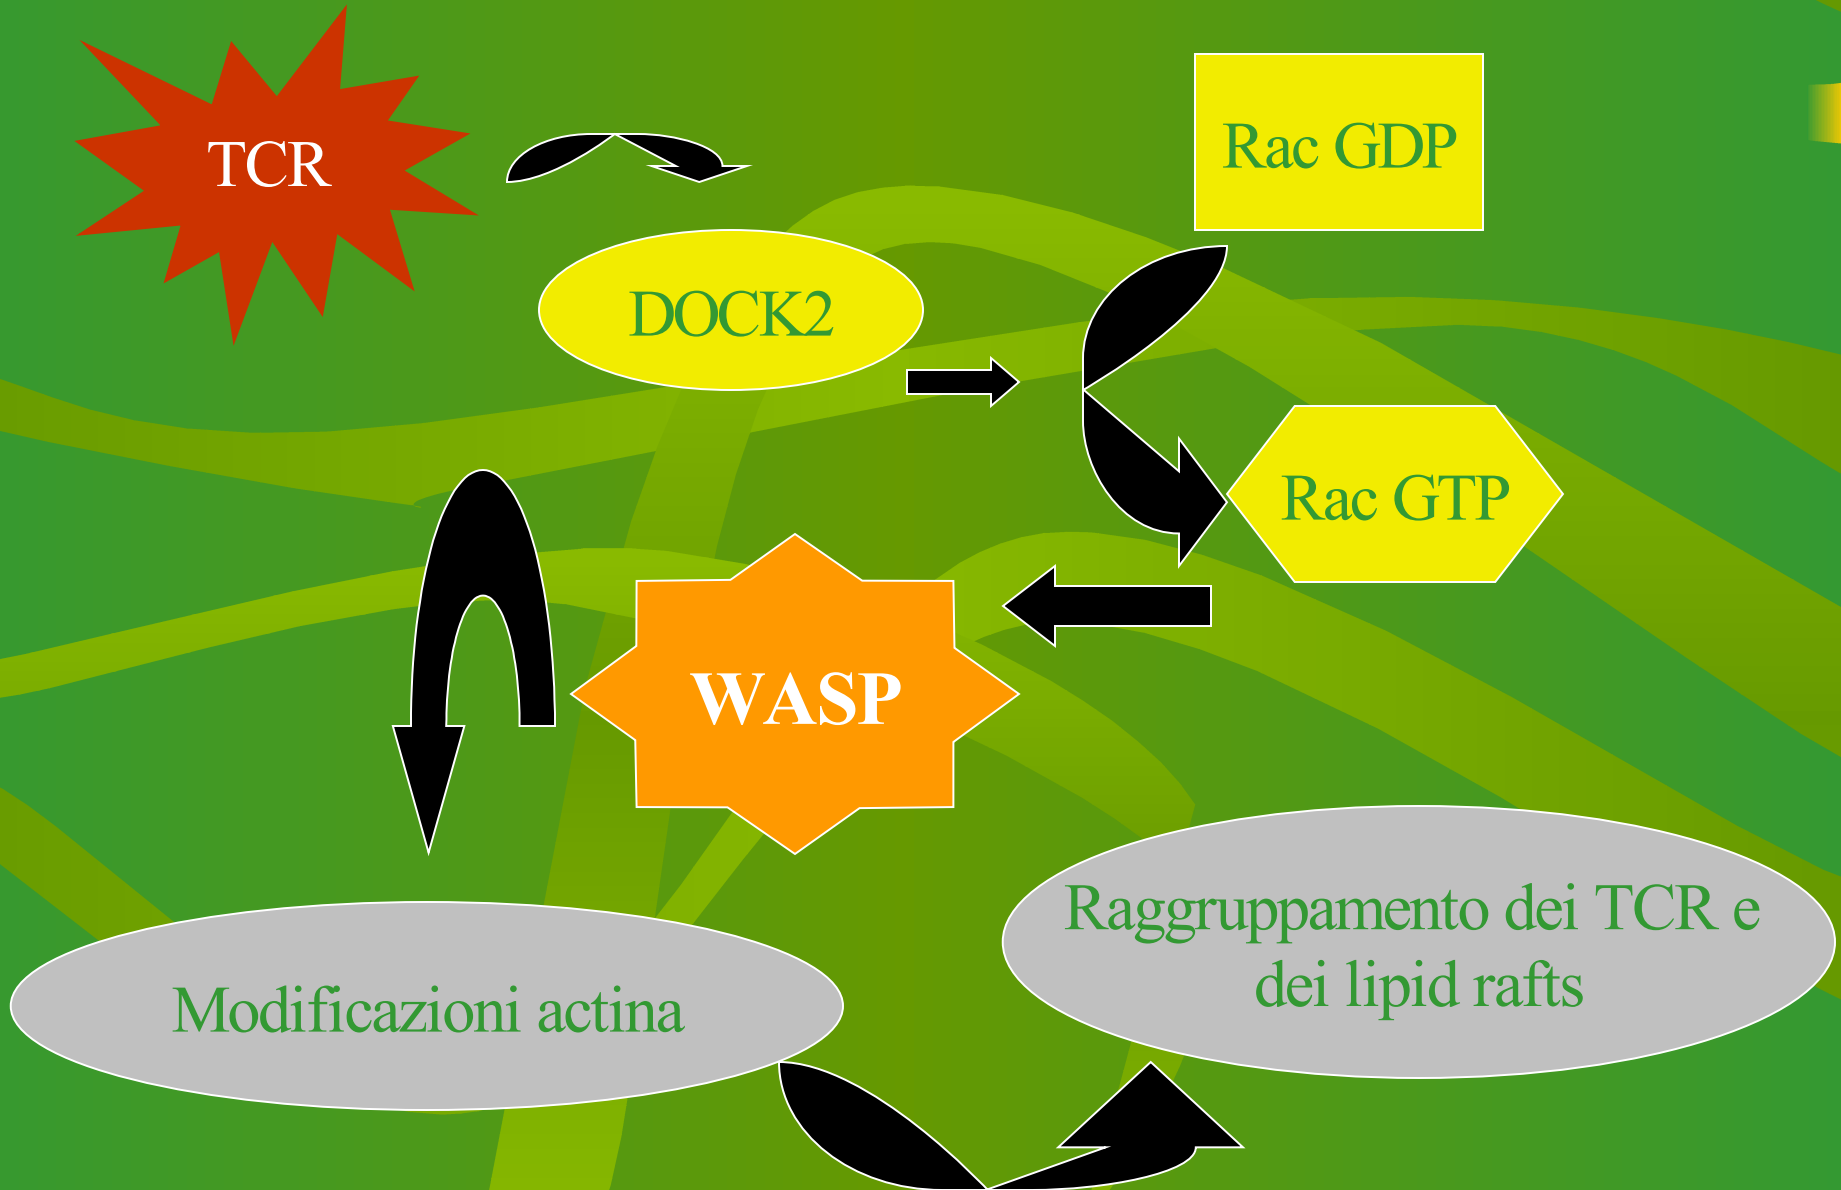 TCR
Rac GDP
DOCK2
Rac GTP
WASP
Raggruppamento dei TCR e
dei lipid rafts
Modificazioni actina